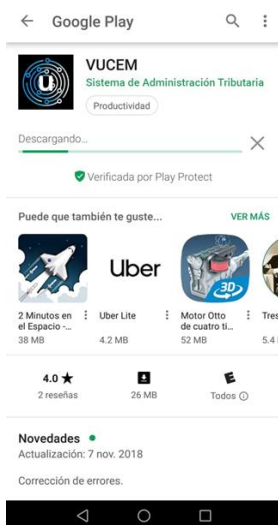 Google Play
VUCEM
Sistema de Administración Tributaria
Productividad
Descargando...
Verificada por Play Protect
Puede que también te guste...
VER MÁS
Uber
3D
2 Minutos en
el Espacio -...
38 MB
Uber Lite
4.2 MB
Motor Otto
de cuatro ti...
52 MB
Tres
5.4
4.0 ★
2 reseñas
26 MB
E
Todos
Novedades
Actualización: 7 nov. 2018
Corrección de errores.